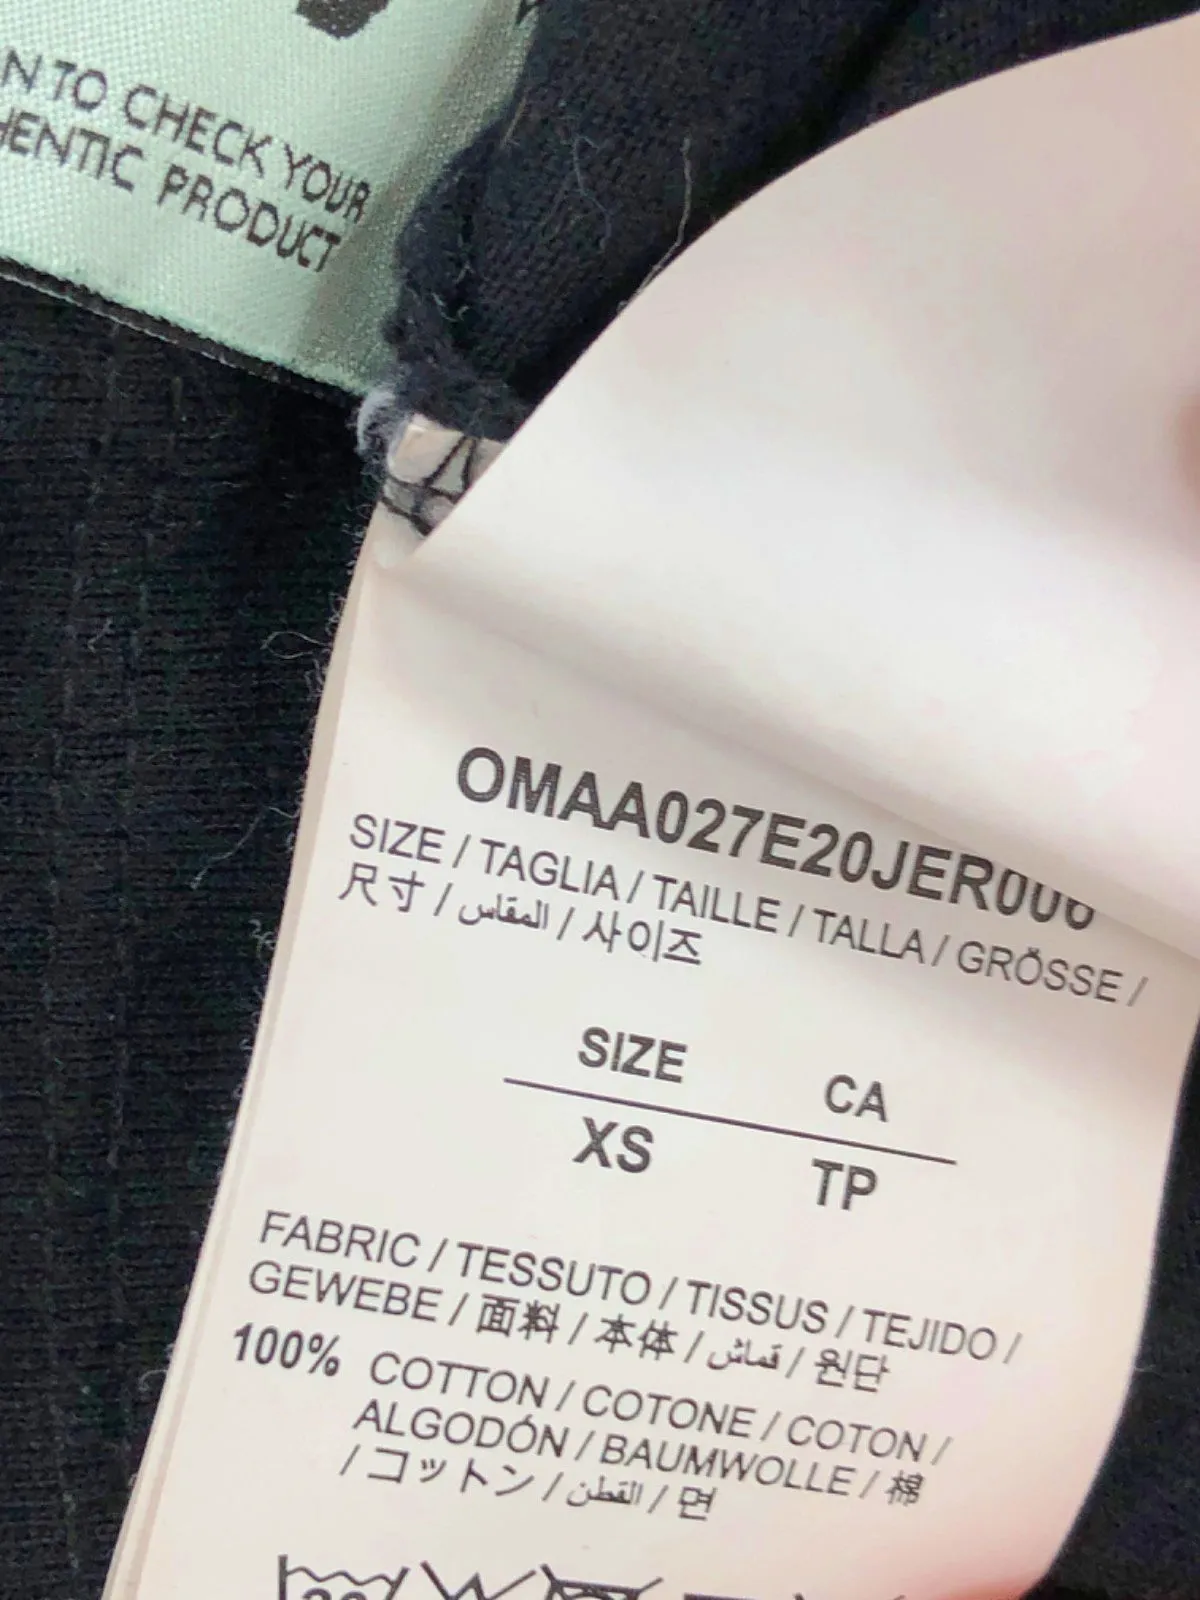 N TO CHECK YOUR
HENTIC PRODUCT
OMAA027E20JER006
SIZE / TAGLIA / TAILLE / TALLA / GRÖSSE /
尺寸 / المقاس / 사이즈
SIZE CA
XS TP
FABRIC / TESSUTO / TISSUS / TEJIDO /
GEWEBE / 面料 / 本体 / قماش / 원단
100% COTTON / COTONE / COTON /
ALGODÓN / BAUMWOLLE / 棉
/ コットン / القطن / 면